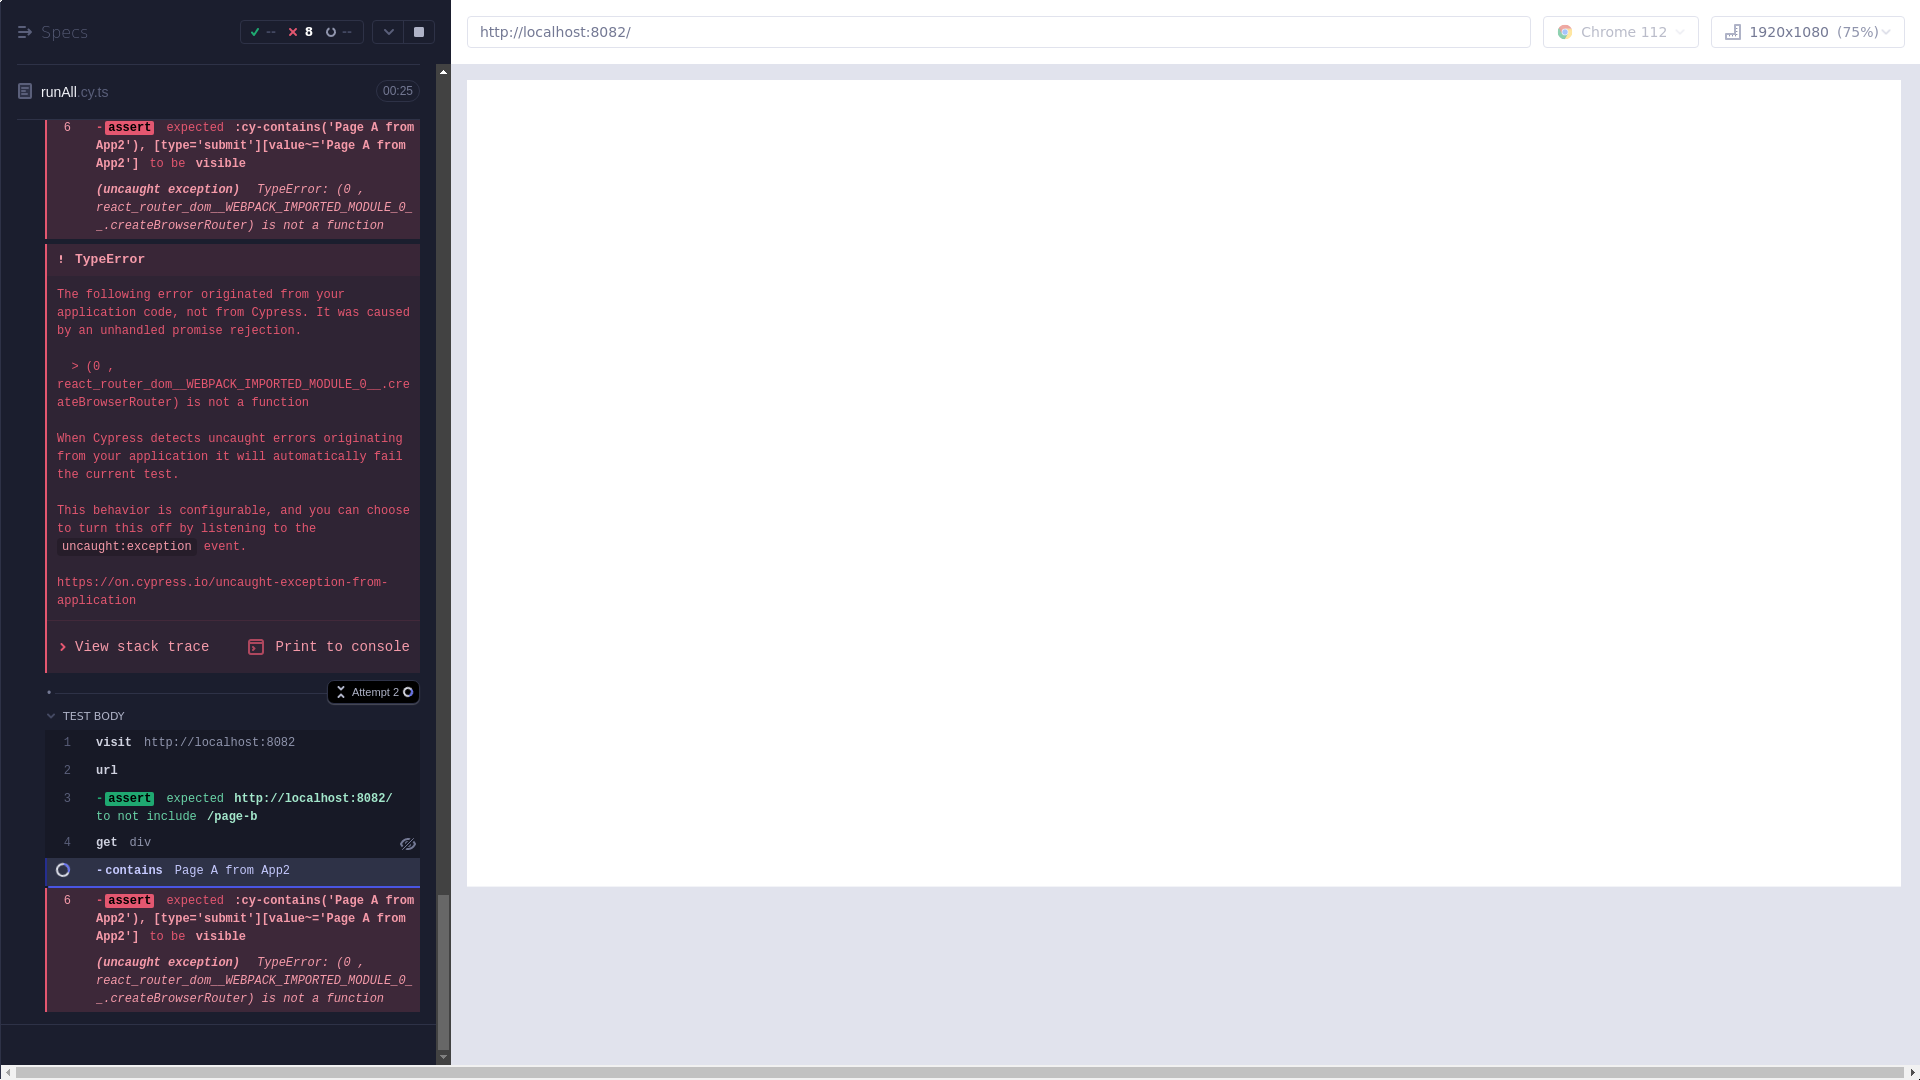 Specs
-- 8 --
http://localhost:8082/
Chrome 112
1920x1080 (75%)
runAll.cy.ts
00:25
6 -assert expected :cy-contains('Page A from
App2'), [type='submit'][value~='Page A from
App2'] to be visible
(uncaught exception) TypeError: (0 ,
react_router_dom__WEBPACK_IMPORTED_MODULE_0_
_.createBrowserRouter) is not a function
! TypeError
The following error originated from your
application code, not from Cypress. It was caused
by an unhandled promise rejection.
> (0 ,
react_router_dom__WEBPACK_IMPORTED_MODULE_0__.cre
ateBrowserRouter) is not a function
When Cypress detects uncaught errors originating
from your application it will automatically fail
the current test.
This behavior is configurable, and you can choose
to turn this off by listening to the
uncaught:exception event.
https://on.cypress.io/uncaught-exception-from-
application
View stack trace
Print to console
Attempt 2
TEST BODY
1 visit http://localhost:8082
2 url
3 -assert expected http://localhost:8082/
to not include /page-b
4 get div
-contains Page A from App2
6 -assert expected :cy-contains('Page A from
App2'), [type='submit'][value~='Page A from
App2'] to be visible
(uncaught exception) TypeError: (0 ,
react_router_dom__WEBPACK_IMPORTED_MODULE_0_
_.createBrowserRouter) is not a function